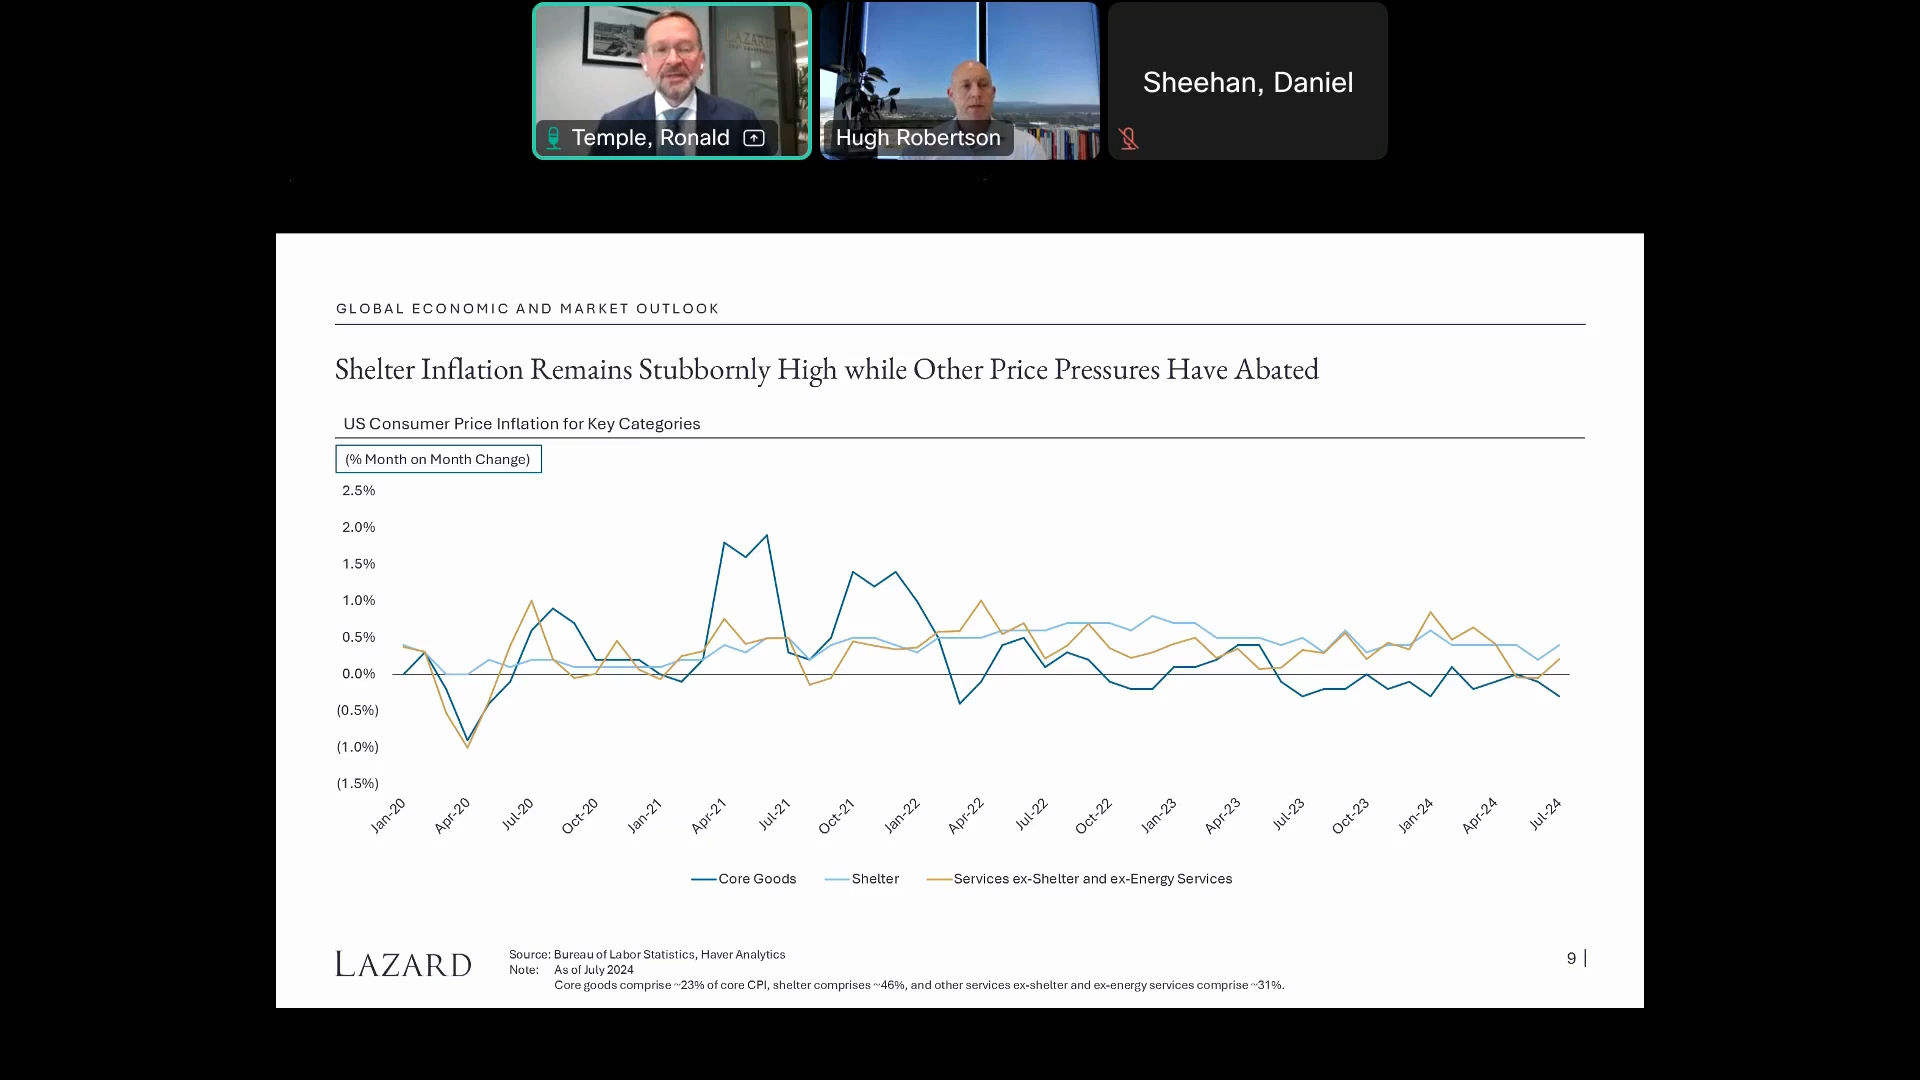 LAZARD
Temple, Ronald
Hugh Robertson
Sheehan, Daniel
GLOBAL ECONOMIC AND MARKET OUTLOOK
Shelter Inflation Remains Stubbornly High while Other Price Pressures Have Abated
US Consumer Price Inflation for Key Categories
(% Month on Month Change)
2.5%
2.0%
1.5%
1.0%
0.5%
0.0%
(0.5%)
(1.0%)
(1.5%)
Jan-20 Apr-20 Jul-20 Oct-20 Jan-21 Apr-21 Jul-21 Oct-21 Jan-22 Apr-22 Jul-22 Oct-22 Jan-23 Apr-23 Jul-23 Oct-23 Jan-24 Apr-24 Jul-24
Core Goods Shelter Services ex-Shelter and ex-Energy Services
LAZARD
Source: Bureau of Labor Statistics, Haver Analytics
Note: As of July 2024
Core goods comprise ~23% of core CPI, shelter comprises ~46%, and other services ex-shelter and ex-energy services comprise ~31%.
9